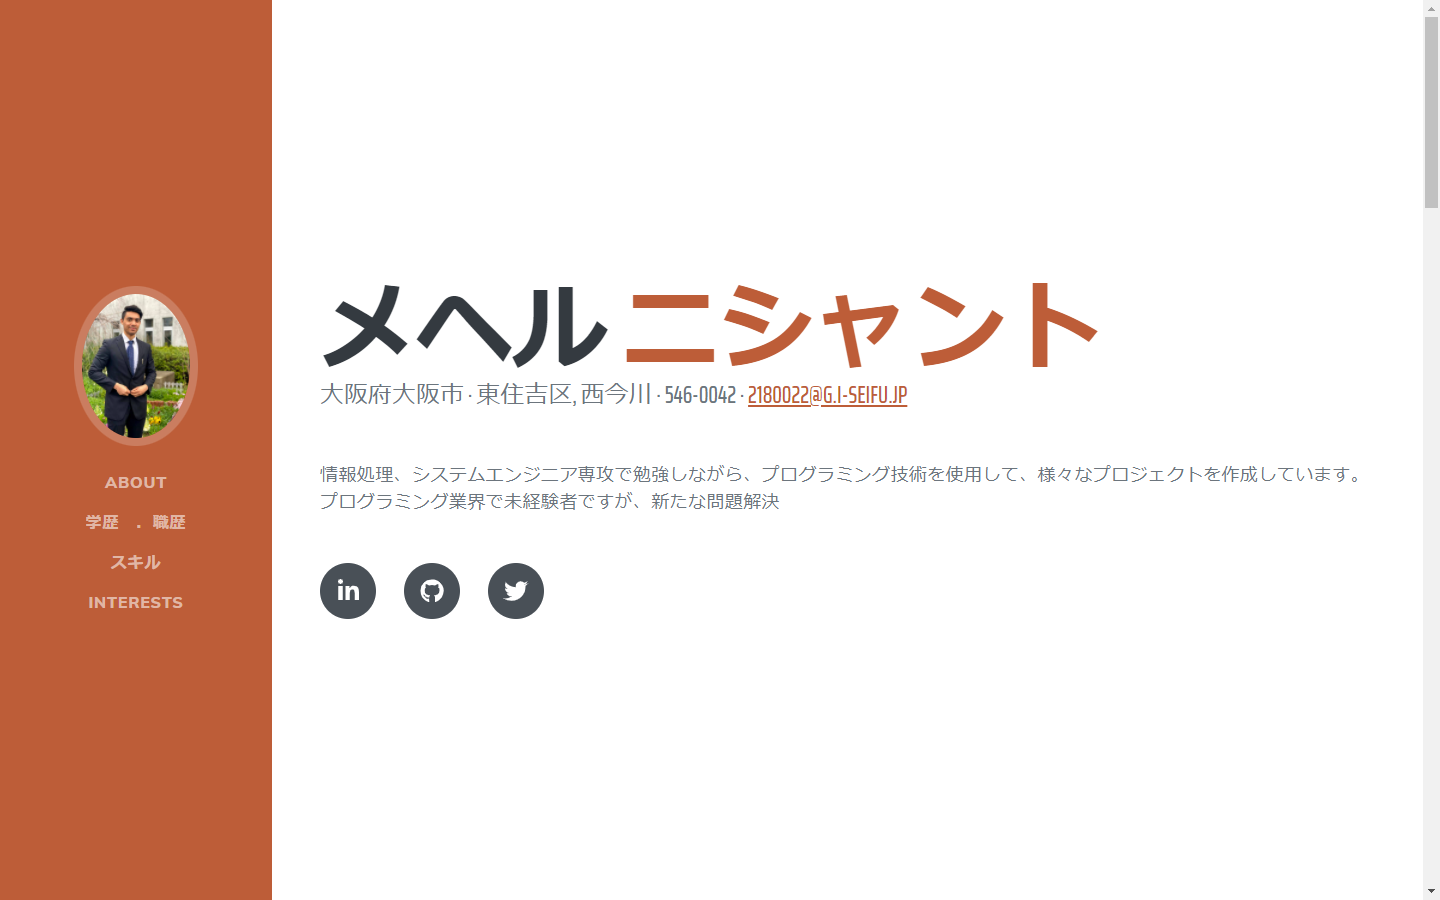 ABOUT
学歴　.　職歴
スキル
INTERESTS
メヘル ニシャント
大阪府大阪市 · 東住吉区, 西今川 · 546-0042 · 2180022@G.I-SEIFU.JP
情報処理、システムエンジニア専攻で勉強しながら、プログラミング技術を使用して、様々なプロジェクトを作成しています。
プログラミング業界で未経験者ですが、新たな問題解決
in